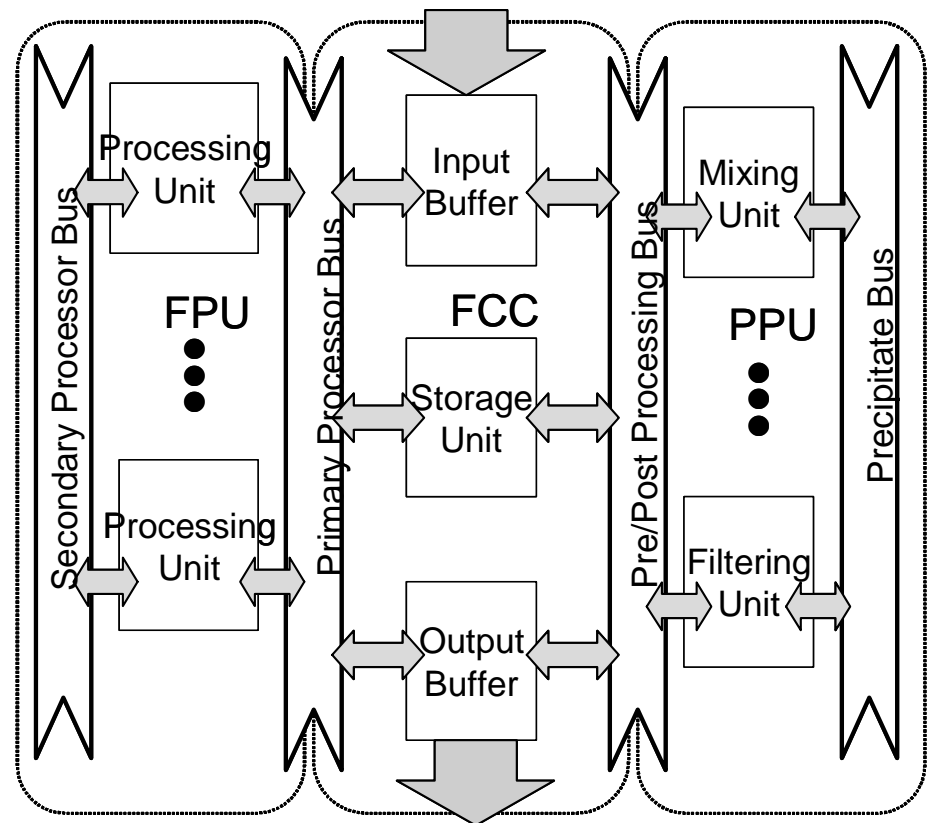 Secondary Processor Bus
Processing
Unit
FPU
Processing
Unit
Primary Processor Bus
Input
Buffer
FCC
Storage
Unit
Output
Buffer
Pre/Post Processing Bus
Mixing
Unit
PPU
Filtering
Unit
Precipitate Bus